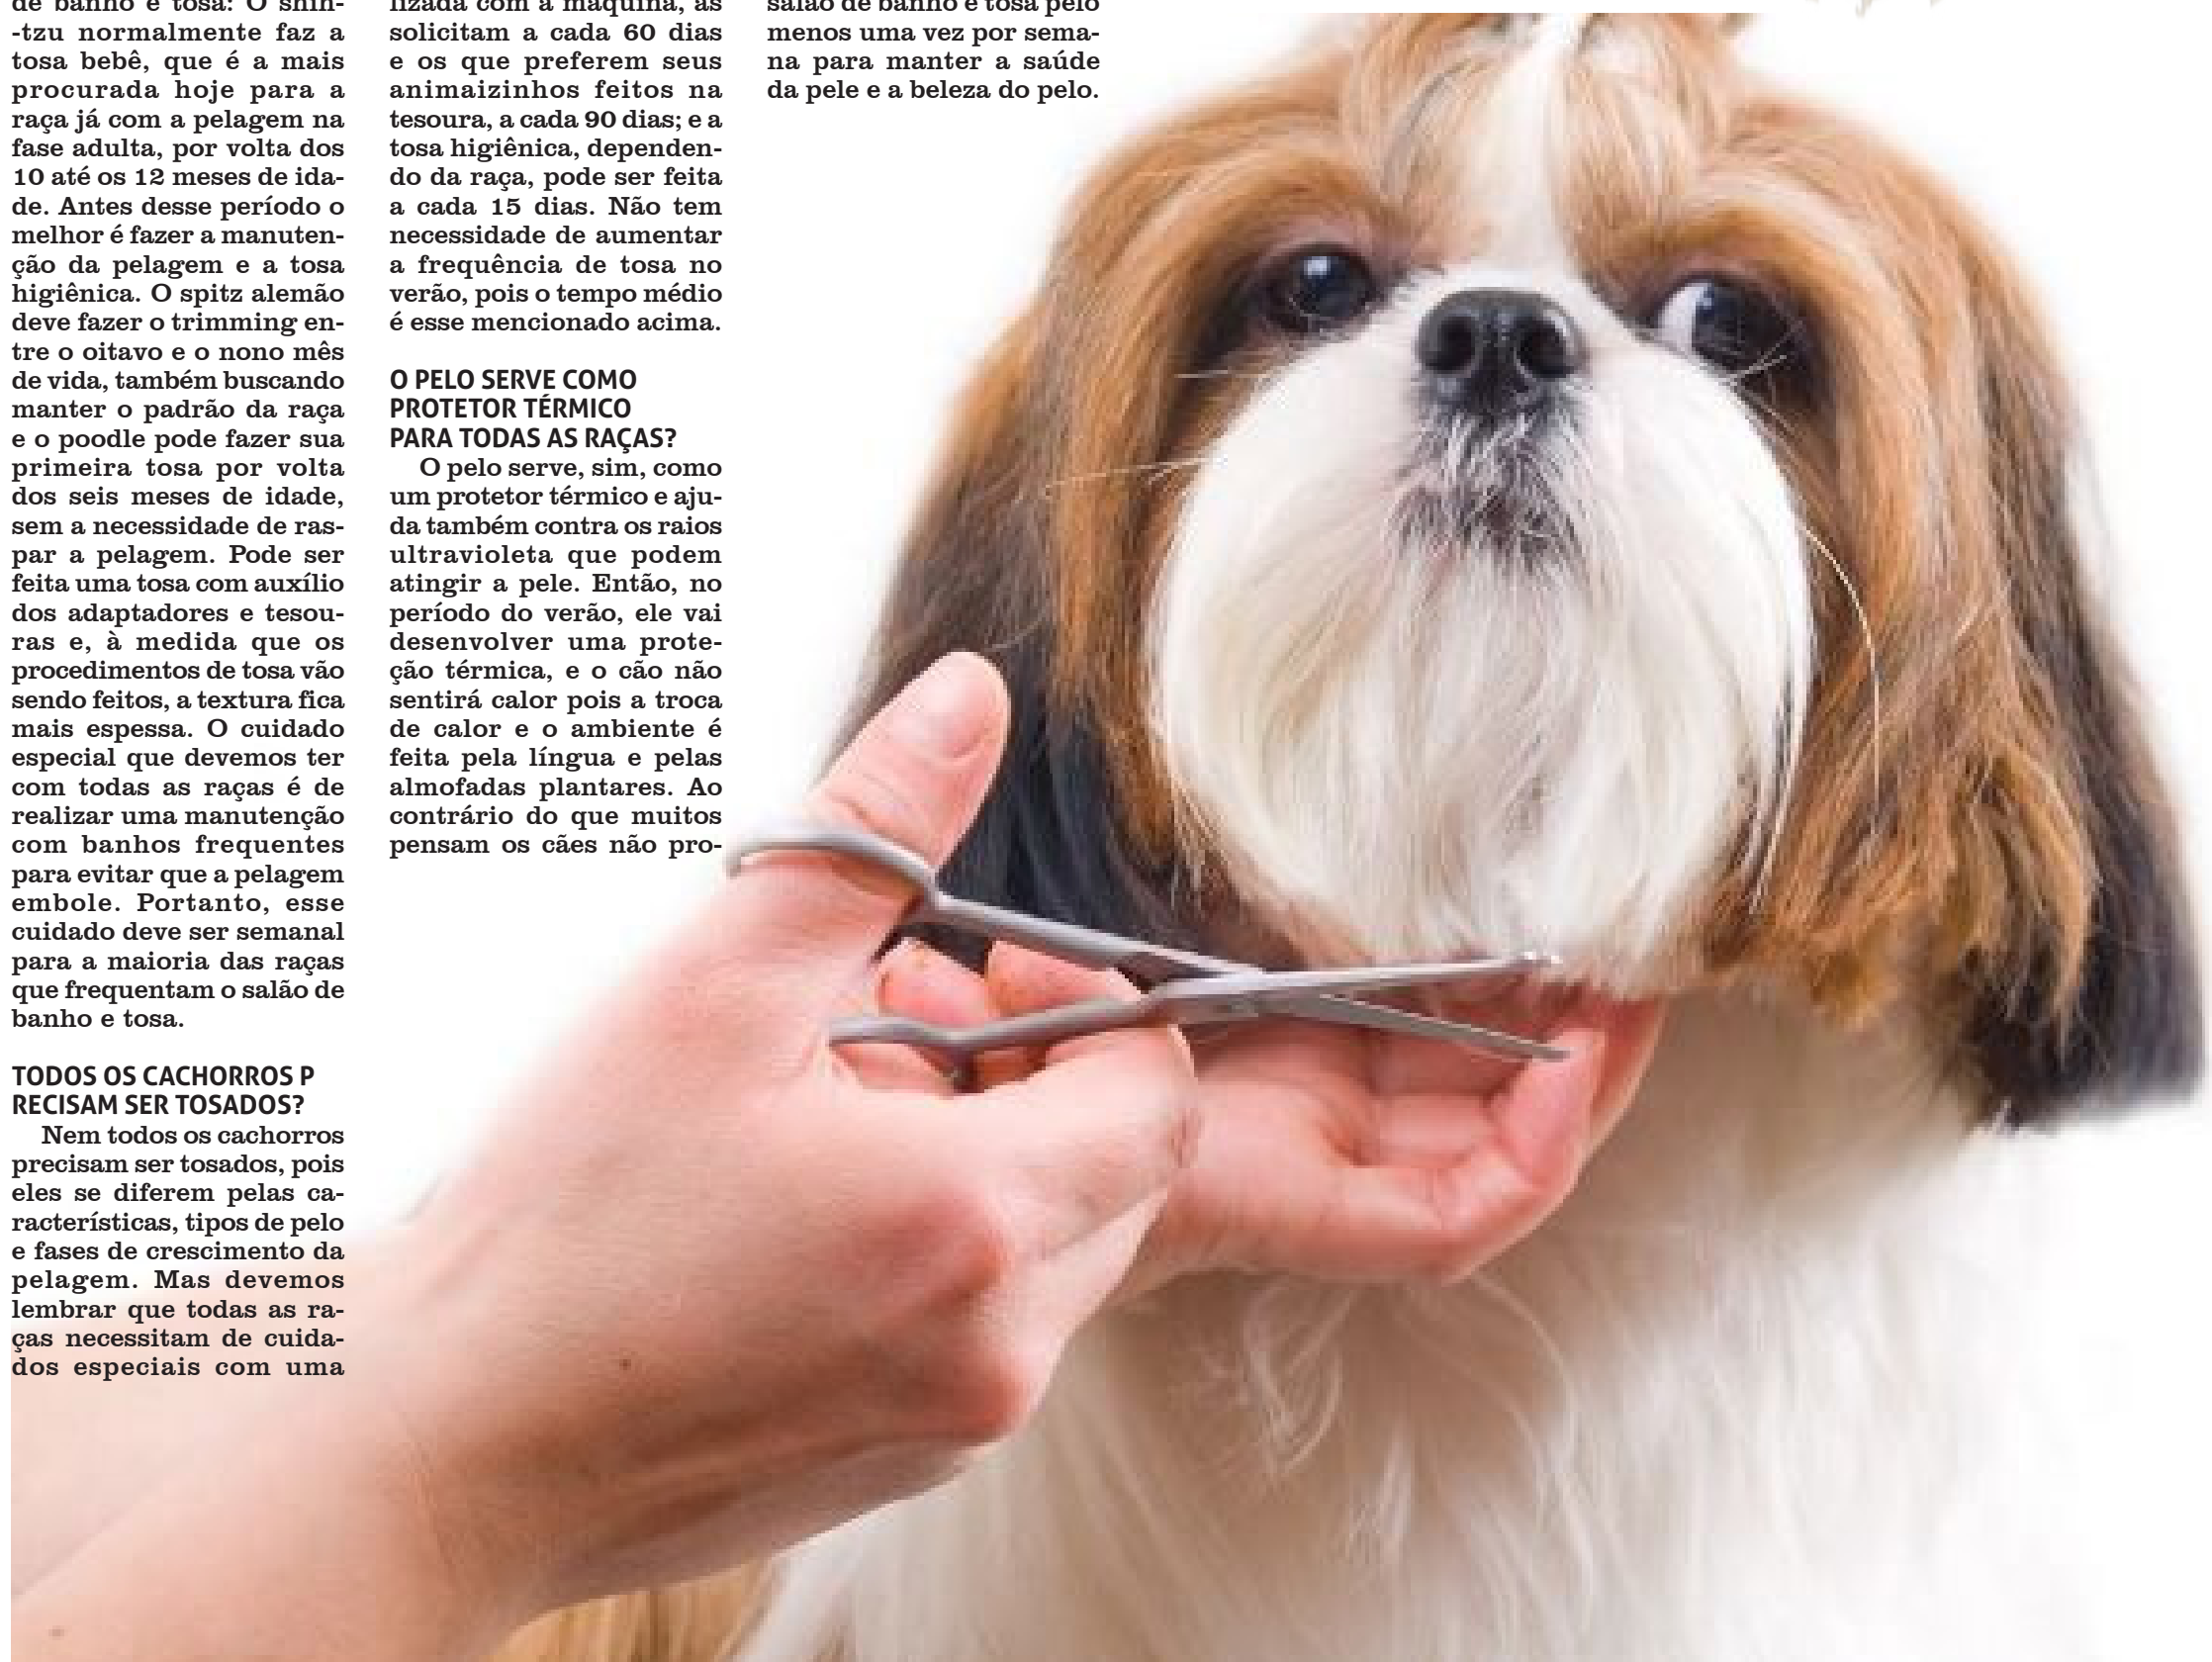 de banho e tosa: O shih-
-tzu normalmente faz a
tosa bebê, que é a mais
procurada hoje para a
raça já com a pelagem na
fase adulta, por volta dos
10 até os 12 meses de ida-
de. Antes desse período o
melhor é fazer a manuten-
ção da pelagem e a tosa
higiênica. O spitz alemão
deve fazer o trimming en-
tre o oitavo e o nono mês
de vida, também buscando
manter o padrão da raça
e o poodle pode fazer sua
primeira tosa por volta
dos seis meses de idade,
sem a necessidade de ras-
par a pelagem. Pode ser
feita uma tosa com auxílio
dos adaptadores e tesou-
ras e, à medida que os
procedimentos de tosa vão
sendo feitos, a textura fica
mais espessa. O cuidado
especial que devemos ter
com todas as raças é de
realizar uma manutenção
com banhos frequentes
para evitar que a pelagem
embole. Portanto, esse
cuidado deve ser semanal
para a maioria das raças
que frequentam o salão de
banho e tosa.
TODOS OS CACHORROS P
RECISAM SER TOSADOS?
Nem todos os cachorros
precisam ser tosados, pois
eles se diferem pelas ca-
racterísticas, tipos de pelo
e fases de crescimento da
pelagem. Mas devemos
lembrar que todas as ra-
ças necessitam de cuida-
dos especiais com uma
lizada com a máquina, as
solicitam a cada 60 dias
e os que preferem seus
animaizinhos feitos na
tesoura, a cada 90 dias; e a
tosa higiênica, dependen-
do da raça, pode ser feita
a cada 15 dias. Não tem
necessidade de aumentar
a frequência de tosa no
verão, pois o tempo médio
é esse mencionado acima.
O PELO SERVE COMO
PROTETOR TÉRMICO
PARA TODAS AS RAÇAS?
O pelo serve, sim, como
um protetor térmico e aju-
da também contra os raios
ultravioleta que podem
atingir a pele. Então, no
período do verão, ele vai
desenvolver uma prote-
ção térmica, e o cão não
sentirá calor pois a troca
de calor e o ambiente é
feita pela língua e pelas
almofadas plantares. Ao
contrário do que muitos
pensam os cães não pro-
salão de banho e tosa pelo
menos uma vez por sema-
na para manter a saúde
da pele e a beleza do pelo.